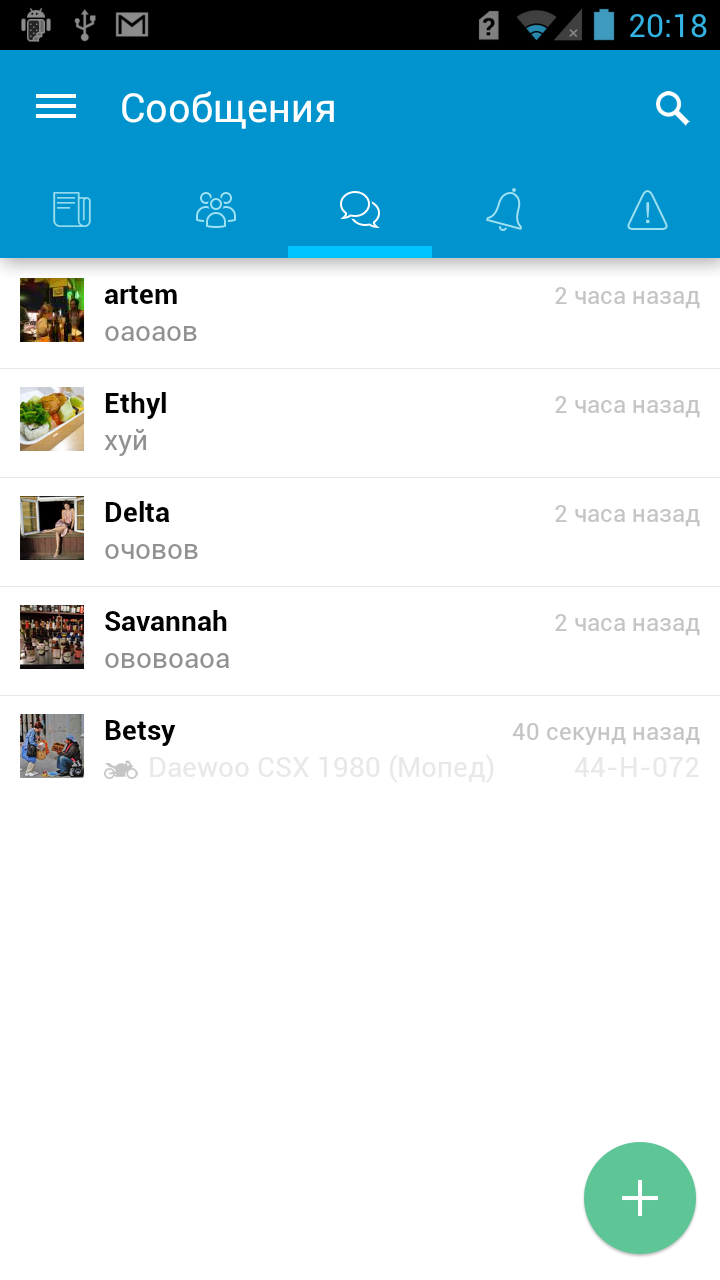 20:18
Сообщения
artem 2 часа назад
оаоаов
Ethyl 2 часа назад
хуй
Delta 2 часа назад
очовов
Savannah 2 часа назад
ововоаоа
Betsy 40 секунд назад
Daewoo CSX 1980 (Мопед) 44-H-072